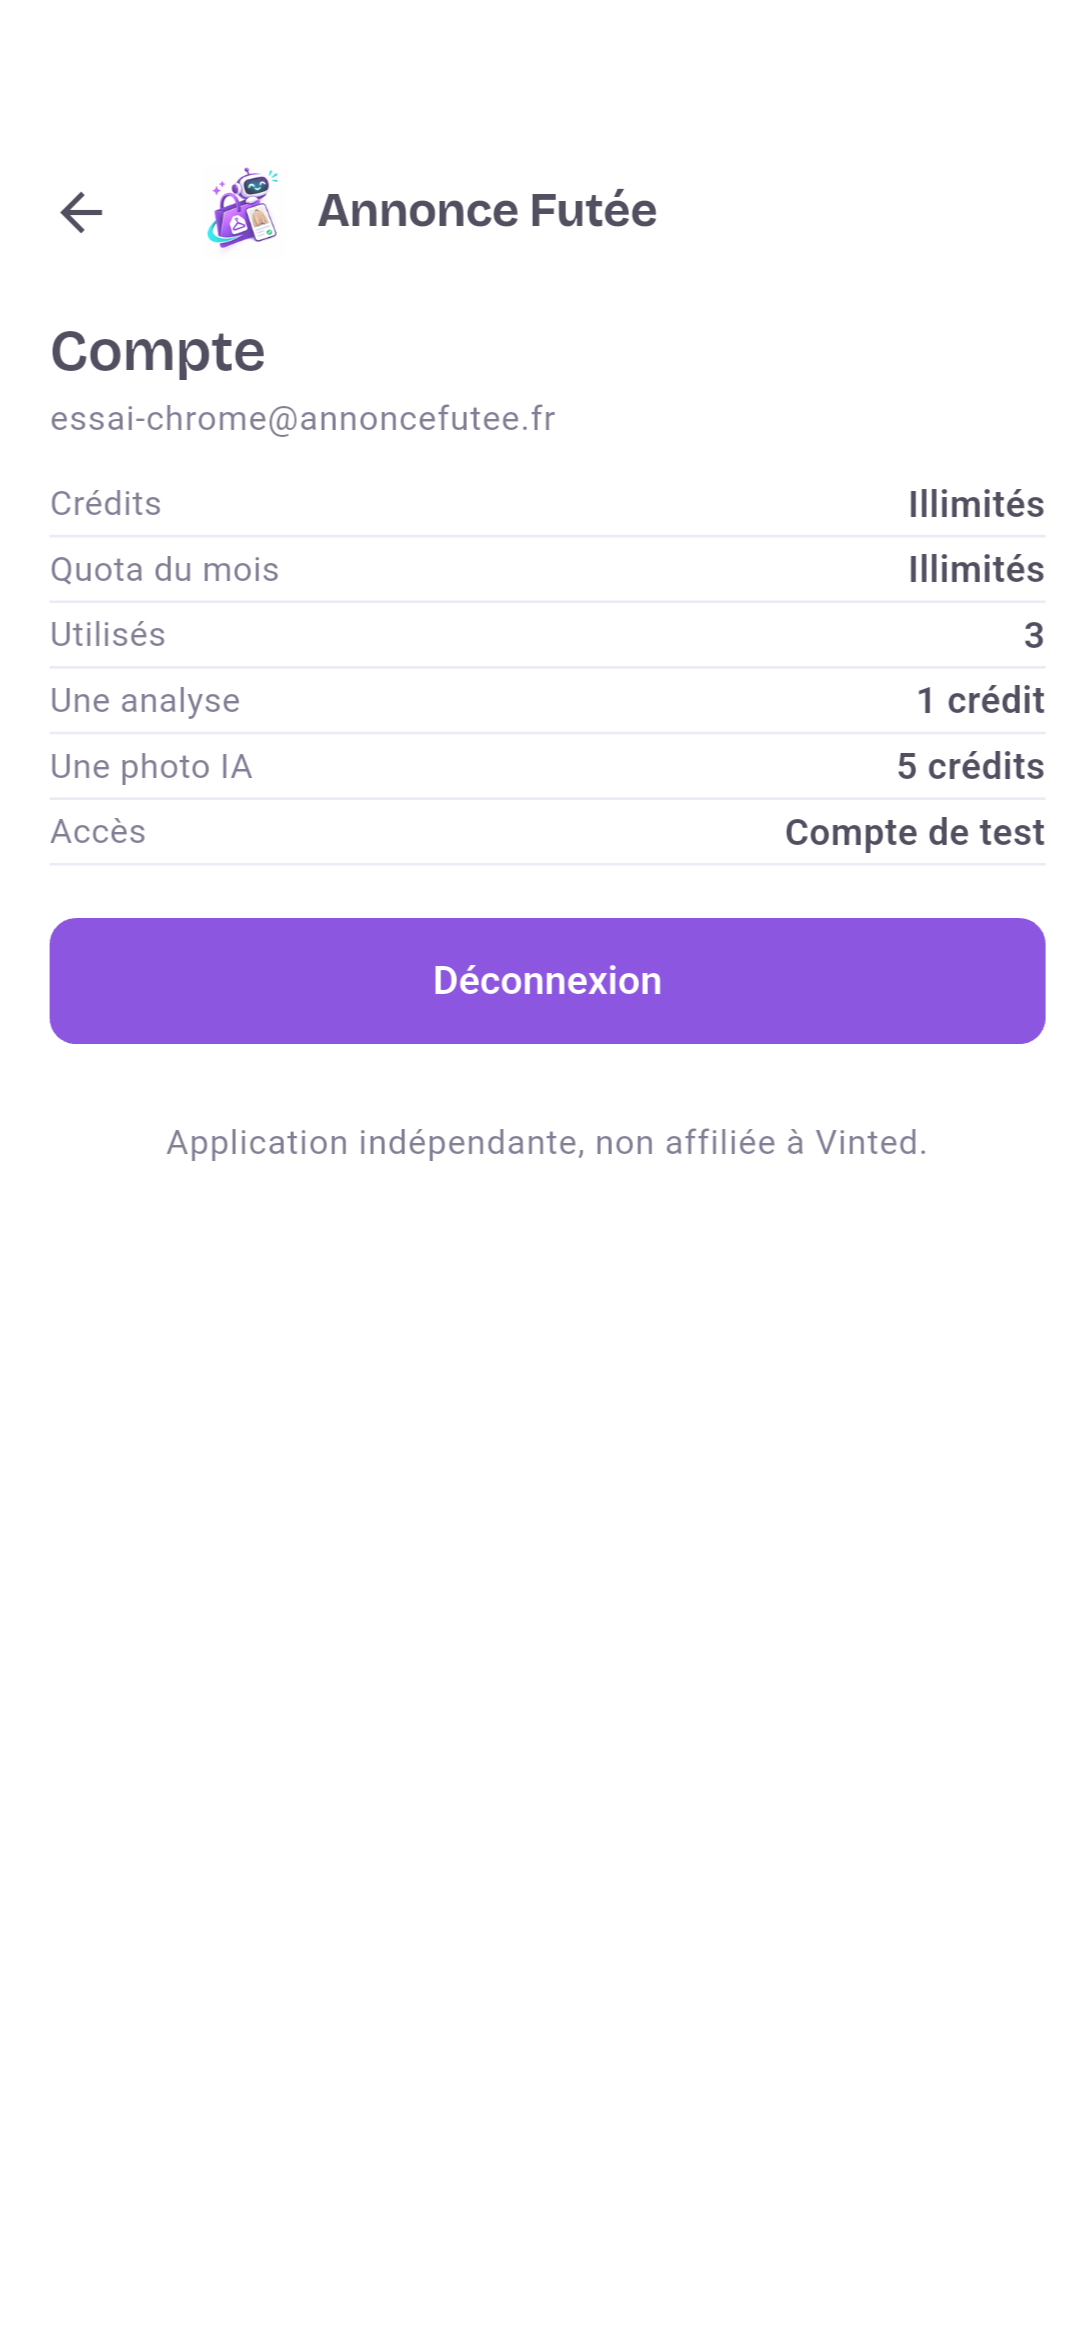 Annonce Futée
Compte
essai-chrome@annoncefutee.fr
Crédits Illimités
Quota du mois Illimités
Utilisés 3
Une analyse 1 crédit
Une photo IA 5 crédits
Accès Compte de test
Déconnexion
Application indépendante, non affiliée à Vinted.